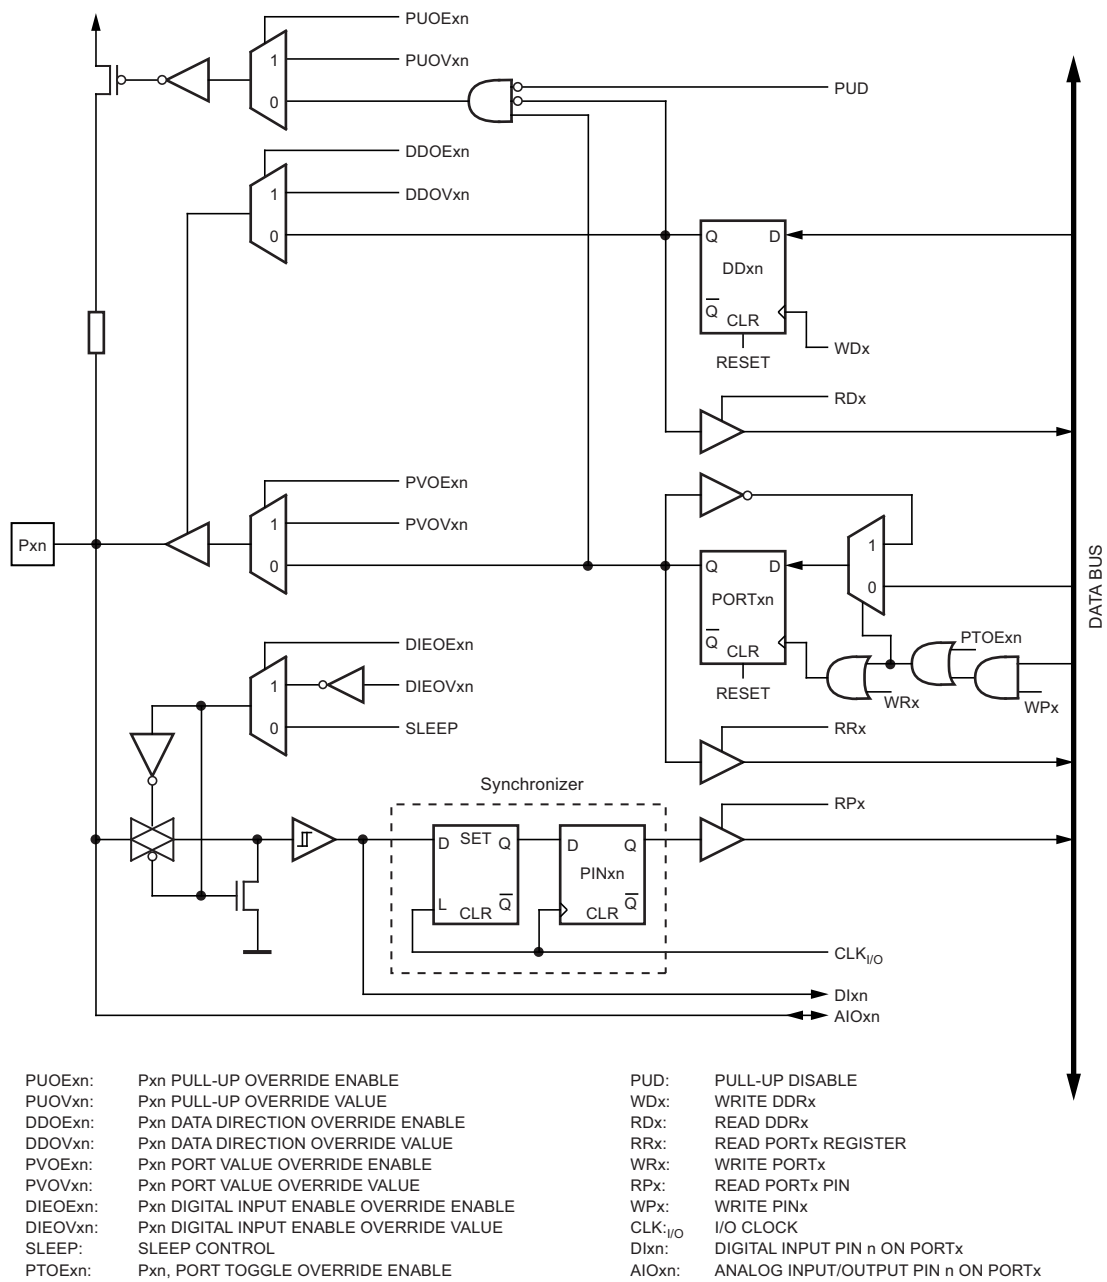 PUOExn
1
PUOVxn
0
PUD
DDOExn
1
DDOVxn
0
Q D
DDxn
Q
CLR
RESET
WDx
RDx
PVOExn
1
PVOVxn
0
Pxn
Q D
PORTxn
Q
CLR
RESET
1
0
PTOExn
WRx
WPx
DATA BUS
DIEOExn
1
DIEOVxn
0
SLEEP
RRx
Synchronizer
RPx
D SET Q
L
CLR Q
D Q
PINxn
CLR Q
CLKI/O
DIxn
AIOxn
PUOExn: Pxn PULL-UP OVERRIDE ENABLE
PUOVxn: Pxn PULL-UP OVERRIDE VALUE
DDOExn: Pxn DATA DIRECTION OVERRIDE ENABLE
DDOVxn: Pxn DATA DIRECTION OVERRIDE VALUE
PVOExn: Pxn PORT VALUE OVERRIDE ENABLE
PVOVxn: Pxn PORT VALUE OVERRIDE VALUE
DIEOExn: Pxn DIGITAL INPUT ENABLE OVERRIDE ENABLE
DIEOVxn: Pxn DIGITAL INPUT ENABLE OVERRIDE VALUE
SLEEP: SLEEP CONTROL
PTOExn: Pxn, PORT TOGGLE OVERRIDE ENABLE
PUD: PULL-UP DISABLE
WDx: WRITE DDRx
RDx: READ DDRx
RRx: READ PORTx REGISTER
WRx: WRITE PORTx
RPx: READ PORTx PIN
WPx: WRITE PINx
CLK:I/O I/O CLOCK
DIxn: DIGITAL INPUT PIN n ON PORTx
AIOxn: ANALOG INPUT/OUTPUT PIN n ON PORTx